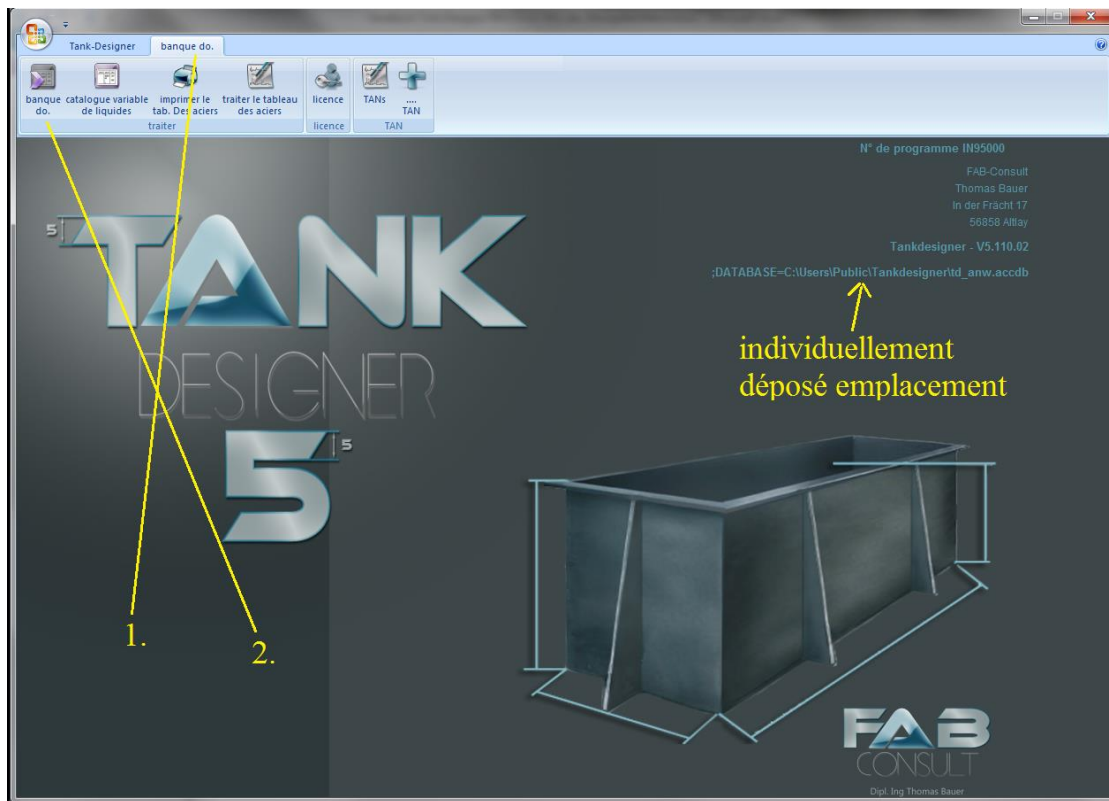 Tank-Designer banque do.
banque do. catalogue variable de liquides imprimer le tab. Des aciers traiter le tableau des aciers licence TANs .... TAN
traiter licence TAN
N° de programme IN95000
FAB-Consult
Thomas Bauer
In der Frächt 17
56858 Altlay
Tankdesigner - V5.110.02
;DATABASE=C:\Users\Public\Tankdesigner\td_anw.accdb
individuellement
déposé emplacement
5 TANK
DESIGNER
5 5
1.
2.
FAB
CONSULT
Dipl. Ing Thomas Bauer